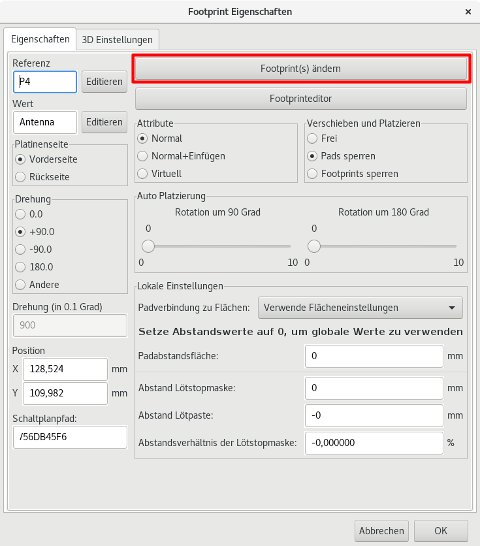 Footprint Eigenschaften
Eigenschaften
3D Einstellungen
Referenz
P4
Editieren
Wert
Antenna
Editieren
Platinenseite
Vorderseite
Rückseite
Drehung
0.0
+90.0
-90.0
180.0
Andere
Drehung (in 0.1 Grad)
900
Position
X 128,524 mm
Y 109,982 mm
Schaltplanpfad:
/56DB45F6
Footprint(s) ändern
Footprinteditor
Attribute
Normal
Normal+Einfügen
Virtuell
Verschieben und Platzieren
Frei
Pads sperren
Footprints sperren
Auto Platzierung
Rotation um 90 Grad
0
0 10
Rotation um 180 Grad
0
0 10
Lokale Einstellungen
Padverbindung zu Flächen: Verwende Flächeneinstellungen
Setze Abstandswerte auf 0, um globale Werte zu verwenden
Padabstandsfläche: 0 mm
Abstand Lötstopmaske: 0 mm
Abstand Lötpaste: -0 mm
Abstandsverhältnis der Lötstopmaske: -0,000000 %
Abbrechen
OK